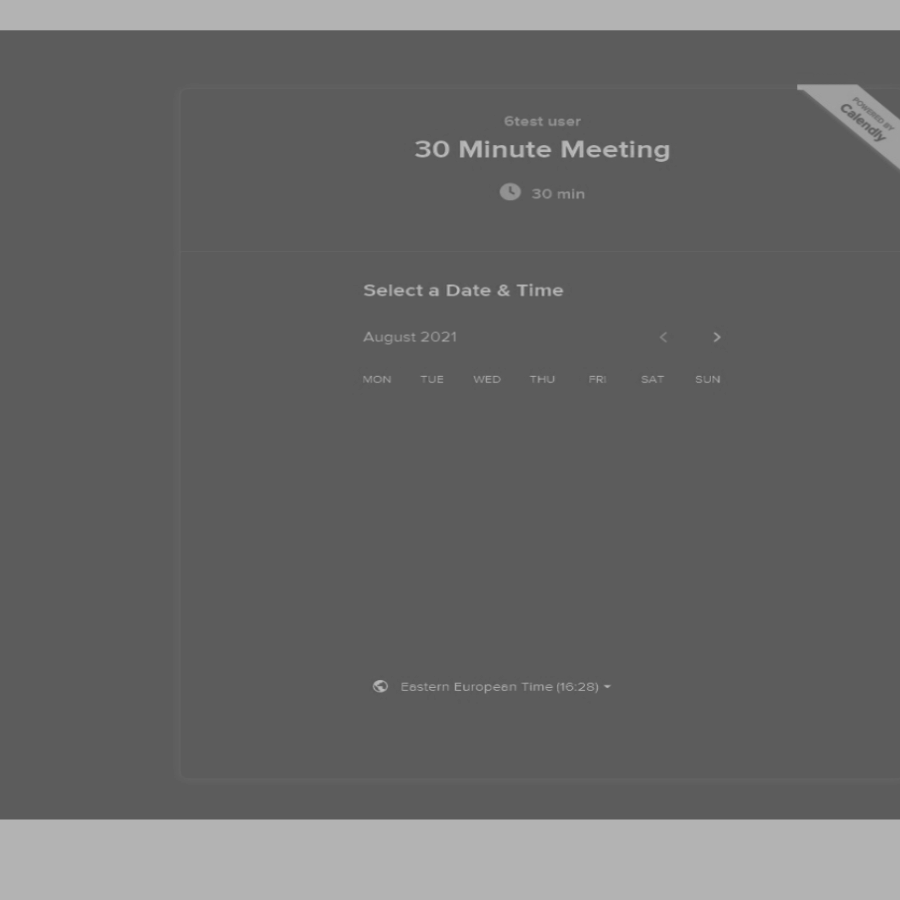 POWERED BY
Calendly
6test user
30 Minute Meeting
30 min
Select a Date & Time
August 2021
MON TUE WED THU FRI SAT SUN
Eastern European Time (16:28)